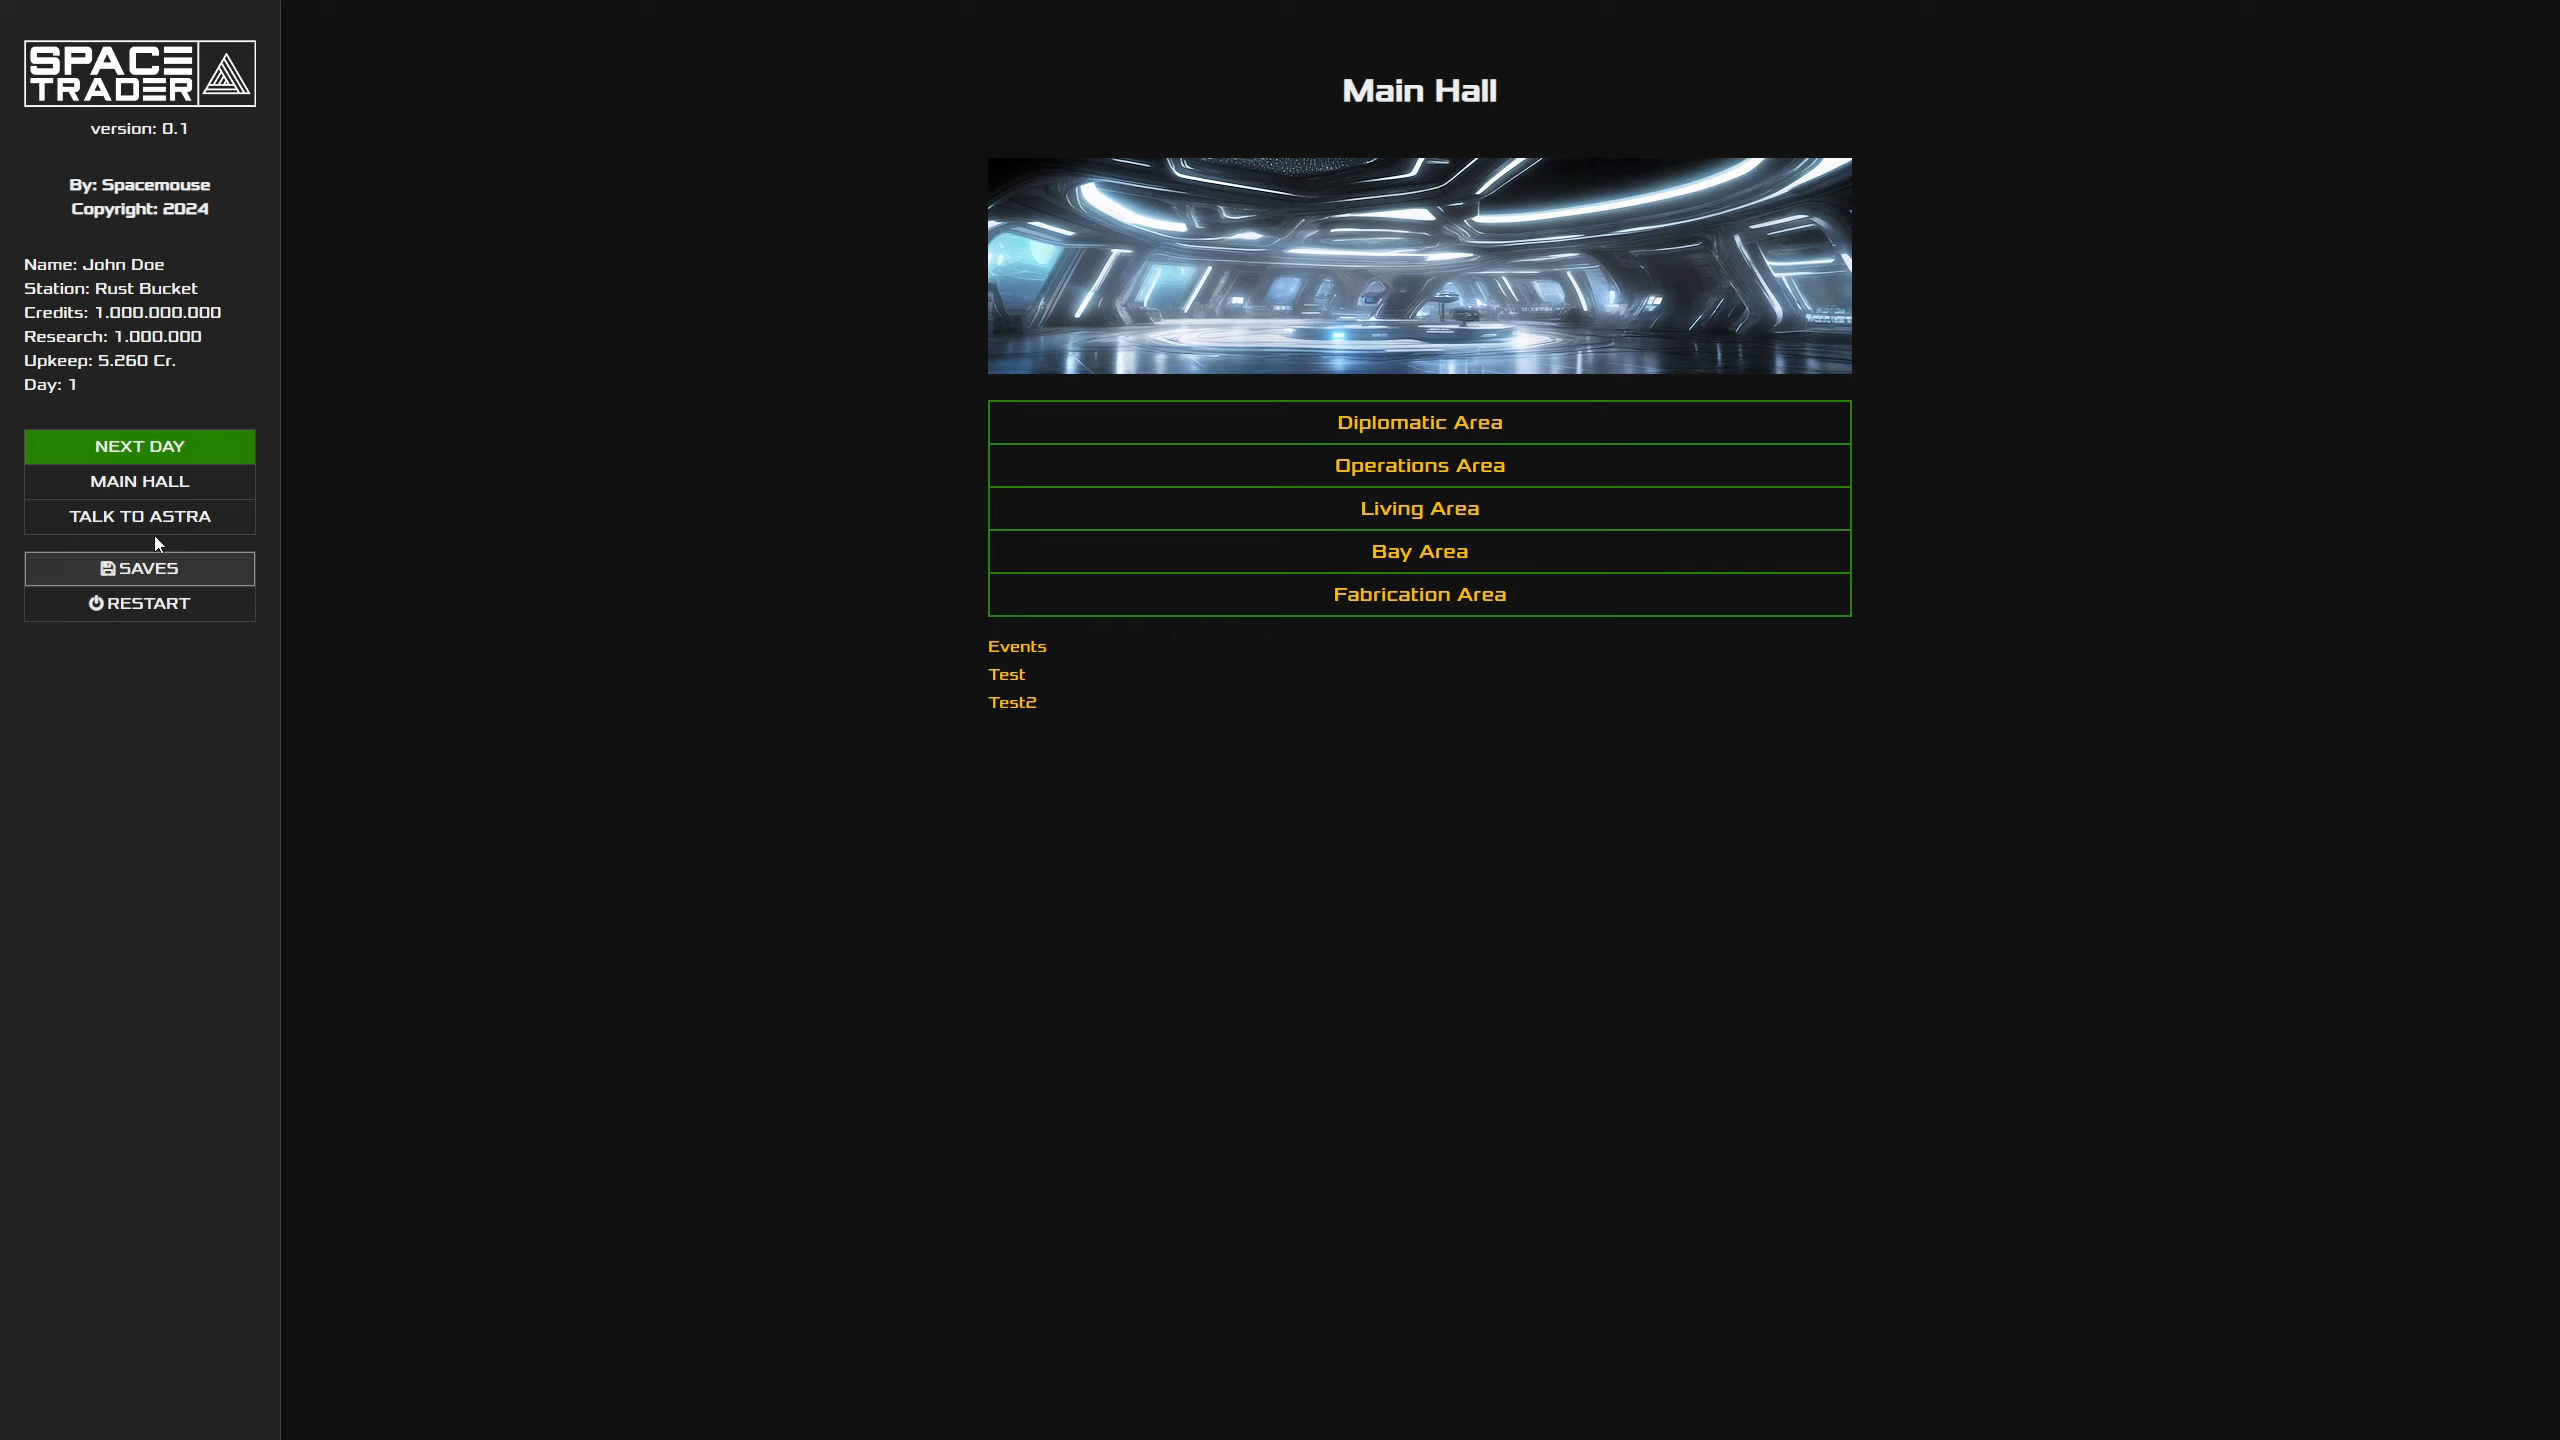 SPACE
TRADER
version: 0.1
By: Spacemouse
Copyright: 2024
Name: John Doe
Station: Rust Bucket
Credits: 1.000.000.000
Research: 1.000.000
Upkeep: 5.260 Cr.
Day: 1
NEXT DAY
MAIN HALL
TALK TO ASTRA
SAVES
RESTART
Main Hall
Diplomatic Area
Operations Area
Living Area
Bay Area
Fabrication Area
Events
Test
Test2